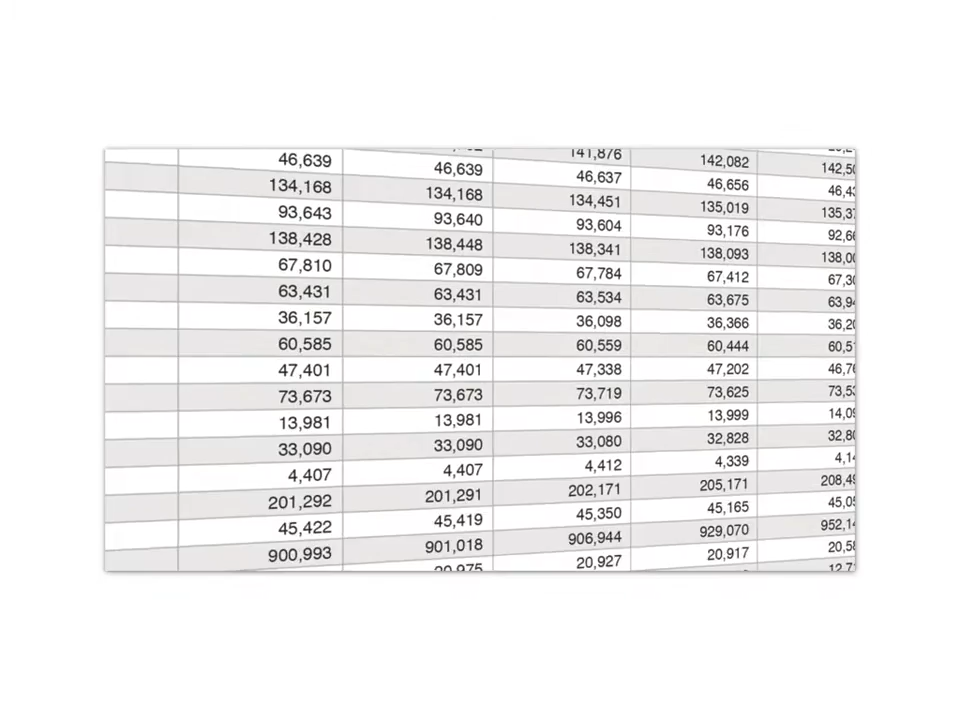 141,876 142,082
46,639 46,639 46,637 46,656
134,168 134,168 134,451 135,019
93,643 93,640 93,604 93,176
138,428 138,448 138,341 138,093
67,810 67,809 67,784 67,412
63,431 63,431 63,534 63,675
36,157 36,157 36,098 36,366
60,585 60,585 60,559 60,444
47,401 47,401 47,338 47,202
73,673 73,673 73,719 73,625
13,981 13,981 13,996 13,999
33,090 33,090 33,080 32,828
4,407 4,407 4,412 4,339
201,292 201,291 202,171 205,171
45,422 45,419 45,350 45,165
900,993 901,018 906,944 929,070
20,975 20,927 20,917